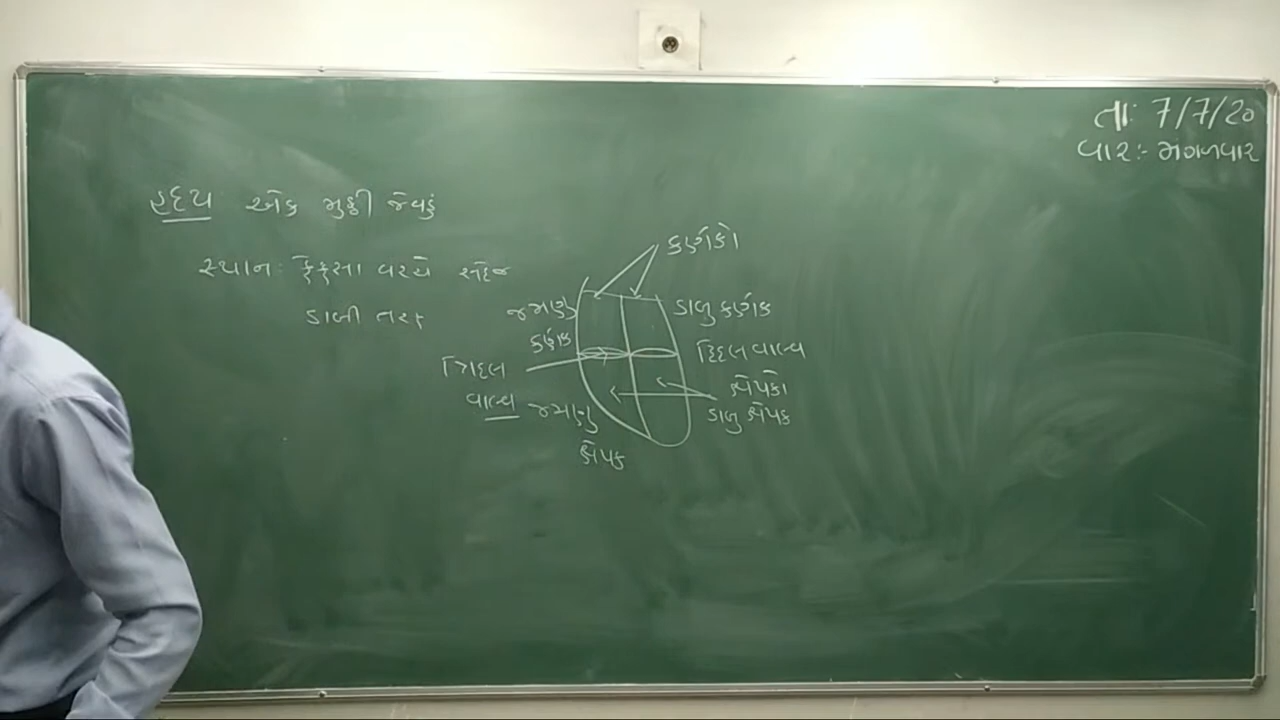 તા: 7/7/20
વાર:- મંગળવાર
હૃદય એક મુઠ્ઠી જેવડું
સ્થાન: ફેફસા વચ્ચે સહેજ
ડાબી તરફ
કર્ણકો
જમણુ
કર્ણક
ડાબુ કર્ણક
ત્રિદલ
વાલ્વ
દ્વિદલ વાલ્વ
ક્ષેપકો
ડાબુ ક્ષેપક
જમણુ
ક્ષેપક